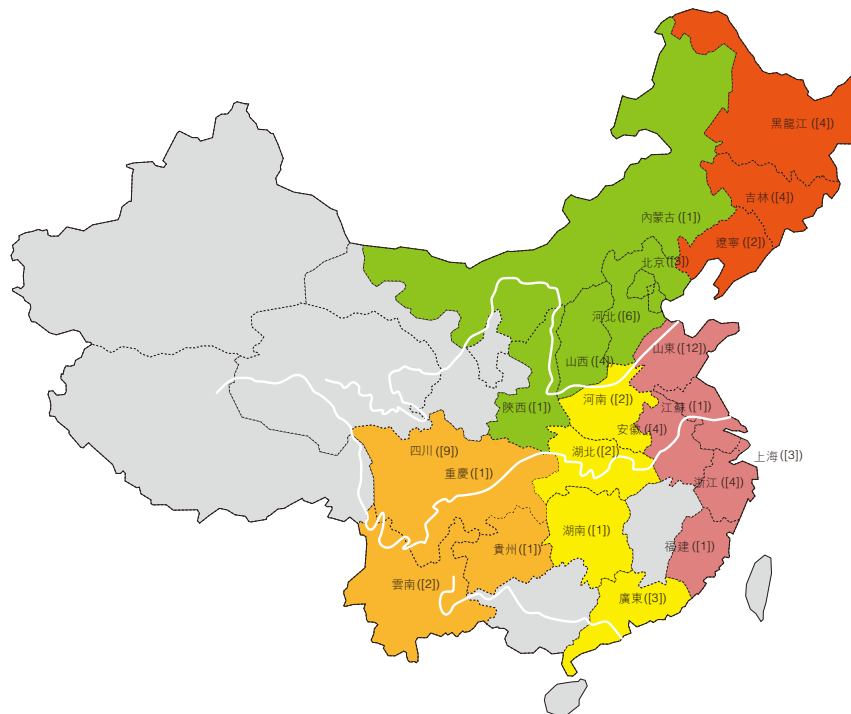 黑龍江 ([4])
吉林 ([4])
內蒙古 ([1])
遼寧 ([2])
北京 ([3])
河北 ([6])
山東 ([12])
山西 ([4])
河南 ([2])
陝西 ([1])
江蘇 ([1])
安徽 ([4])
四川 ([9])
湖北 ([2])
上海 ([3])
重慶 ([1])
浙江 ([4])
湖南 ([1])
福建 ([1])
貴州 ([1])
雲南 ([2])
廣東 ([3])